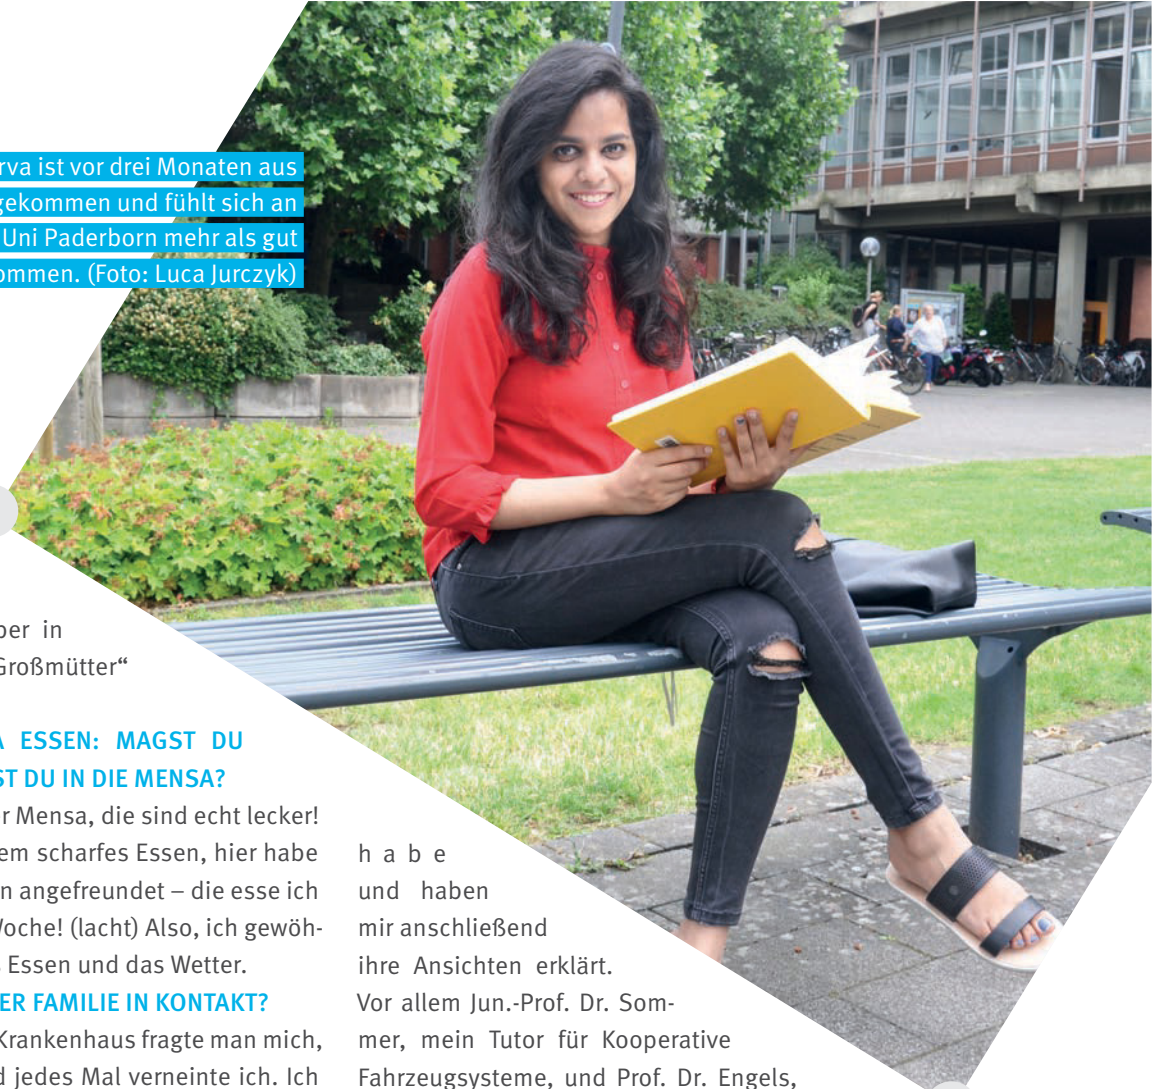 rva ist vor drei Monaten aus
gekommen und fühlt sich an
Uni Paderborn mehr als gut
ommen. (Foto: Luca Jurczyk)
ber in
Großmütter“
A ESSEN: MAGST DU
ST DU IN DIE MENSA?
r Mensa, die sind echt lecker!
em scharfes Essen, hier habe
n angefreundet – die esse ich
Woche! (lacht) Also, ich gewöh-
s Essen und das Wetter.
ER FAMILIE IN KONTAKT?
Krankenhaus fragte man mich,
d jedes Mal verneinte ich. Ich
habe
und haben
mir anschließend
ihre Ansichten erklärt.
Vor allem Jun.-Prof. Dr. Som-
mer, mein Tutor für Kooperative
Fahrzeugsysteme, und Prof. Dr. Engels,